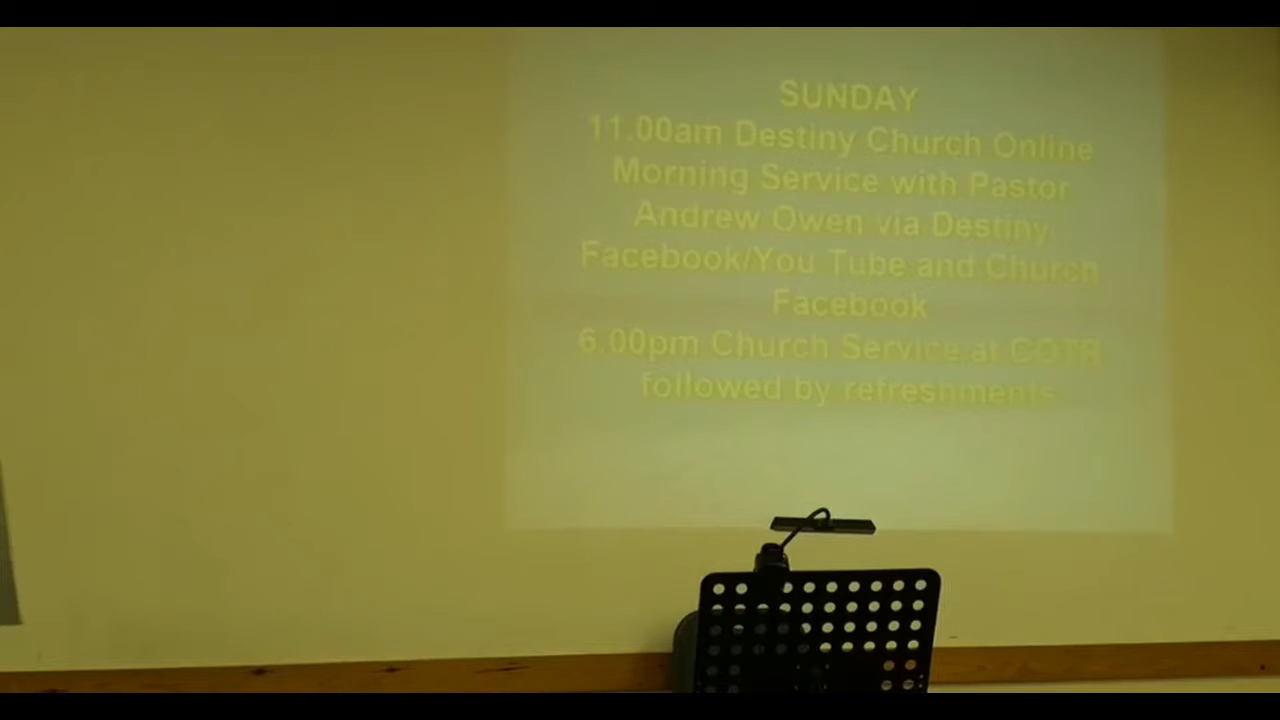 SUNDAY
11.00am Destiny Church Online
Morning Service with Pastor
Andrew Owen via Destiny
Facebook/You Tube and Church
Facebook
6.00pm Church Service at COTR
followed by refreshments